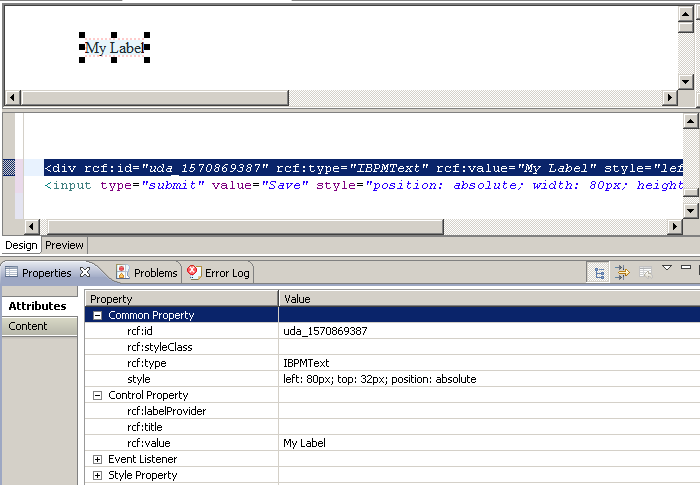 My Label
<div rcf:id="uda_1570869387" rcf:type="IBPMText" rcf:value="My Label" style="lef
<input type="submit" value="Save" style="position: absolute; width: 80px; height
Design Preview
Properties Problems Error Log
Attributes
Content
Property Value
Common Property
rcf:id uda_1570869387
rcf:styleClass
rcf:type IBPMText
style left: 80px; top: 32px; position: absolute
Control Property
rcf:labelProvider
rcf:title
rcf:value My Label
Event Listener
Style Property